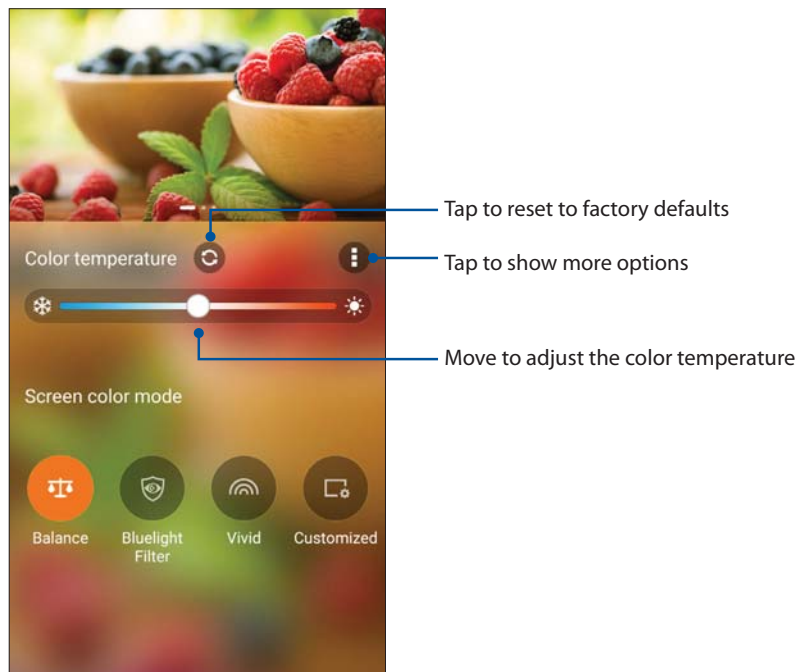 Tap to reset to factory defaults
Color temperature
Tap to show more options
Move to adjust the color temperature
Screen color mode
Balance
Bluelight
Filter
Vivid
Customized